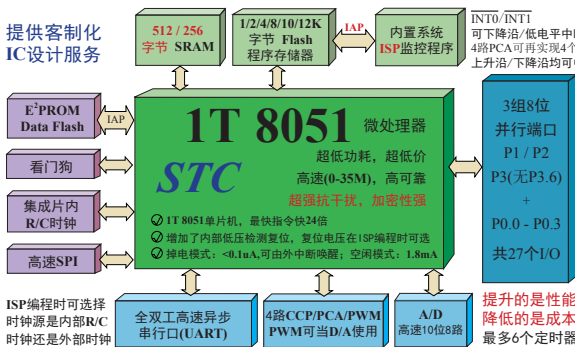 提供客制化
IC设计服务
512 / 256
字节 SRAM
1/2/4/8/10/12K
字节 Flash
程序存储器
IAP
内置系统
ISP监控程序
INT0/INT1
可下降沿/低电平中
4路PCA可再实现4个
上升沿/下降沿均可
E²PROM
Data Flash
IAP
看门狗
集成片内
R/C时钟
高速SPI
1T 8051 微处理器
STC
超低功耗，超低价
高速(0-35M)，高可靠
超强抗干扰，加密性强
1T 8051单片机，最快指令快24倍
增加了内部低压检测复位，复位电压在ISP编程时可选
掉电模式：<0.1uA,可由外中断唤醒；空闲模式：1.8mA
3组8位
并行端口
P1 / P2
P3(无P3.6)
+
P0.0 - P0.3
共27个I/O
ISP编程时可选择
时钟源是内部R/C
时钟还是外部时钟
全双工高速异步
串行口(UART)
4路CCP/PCA/PWM
PWM可当D/A使用
A/D
高速10位8路
提升的是性能
降低的是成本
最多6个定时器